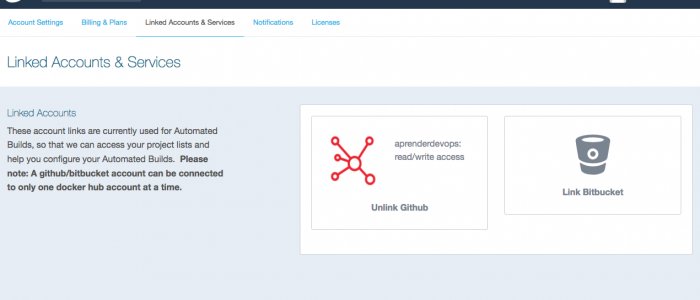 Account Settings Billing & Plans Linked Accounts & Services Notifications Licenses
Linked Accounts & Services
Linked Accounts
These account links are currently used for Automated
Builds, so that we can access your project lists and
help you configure your Automated Builds. Please
note: A github/bitbucket account can be connected
to only one docker hub account at a time.
aprenderdevops:
read/write access
Unlink Github
Link Bitbucket